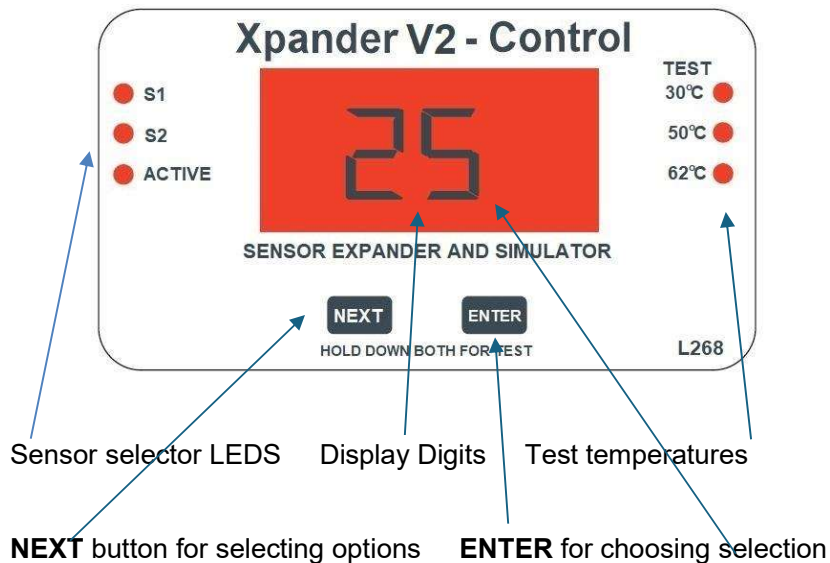 Xpander V2 - Control
TEST
S1
30°C
S2
50°C
ACTIVE
62°C
25
SENSOR EXPANDER AND SIMULATOR
NEXT
ENTER
HOLD DOWN BOTH FOR TEST
L268
Sensor selector LEDS Display Digits Test temperatures
NEXT button for selecting options ENTER for choosing selection